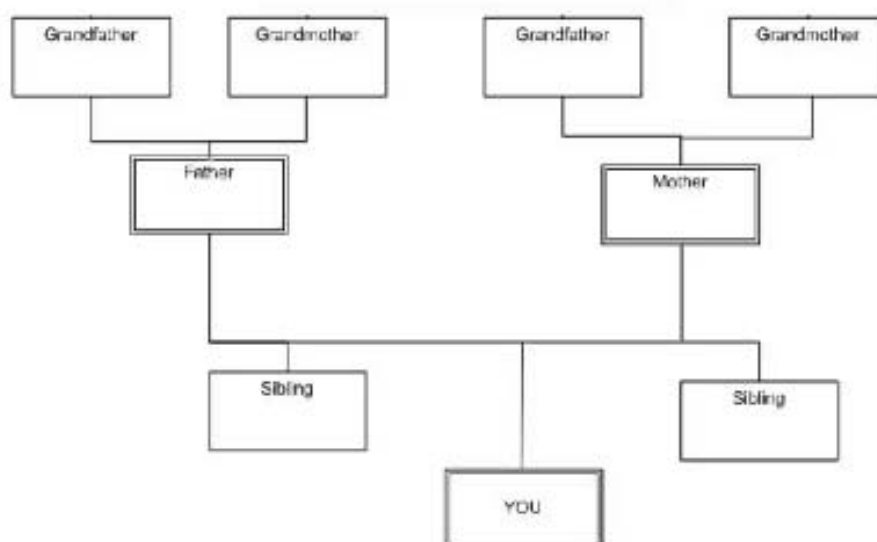 Grandfather
Grandmother
Grandfather
Grandmother
Father
Mother
Sibling
Sibling
YOU